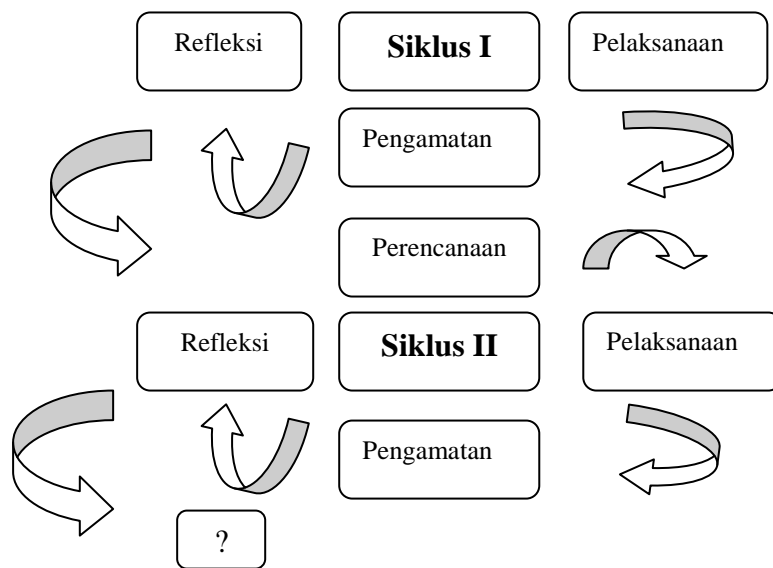 Refleksi
Siklus I
Pelaksanaan
Pengamatan
Perencanaan
Refleksi
Siklus II
Pelaksanaan
Pengamatan
?